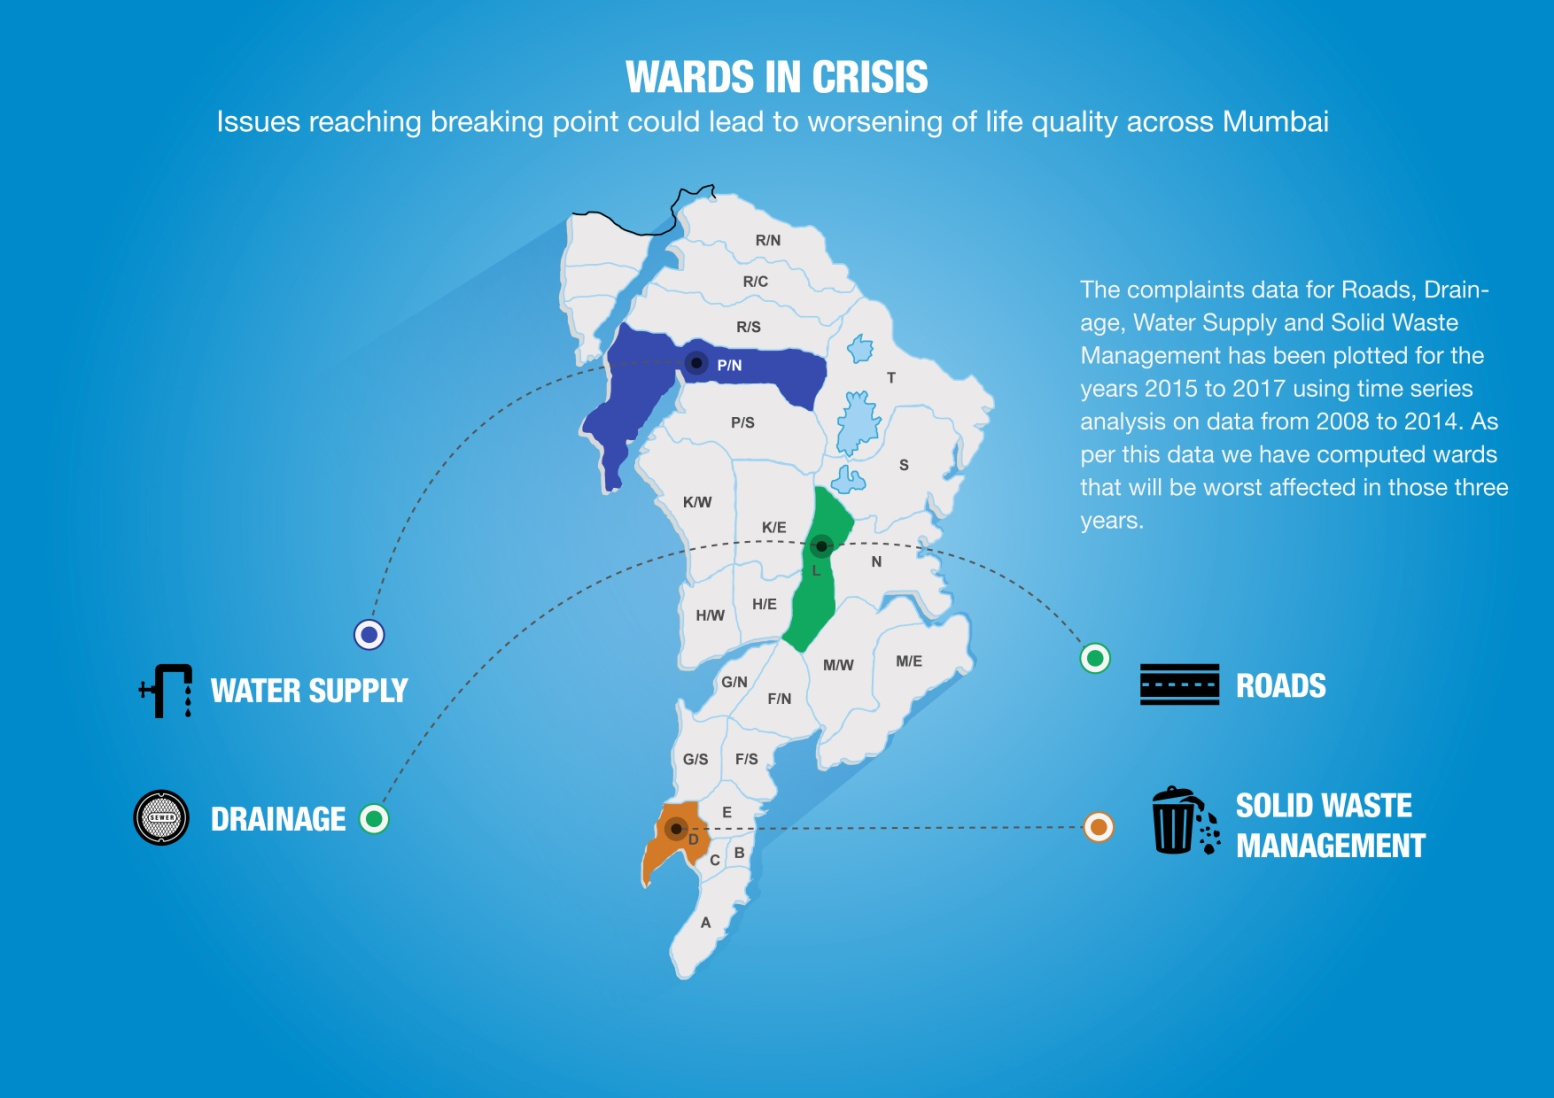 WARDS IN CRISIS
Issues reaching breaking point could lead to worsening of life quality across Mumbai
R/N
R/C
R/S
P/N
T
P/S
S
K/W
K/E
L
N
H/W
H/E
M/W
M/E
G/N
F/N
G/S
F/S
E
D
C
B
A
The complaints data for Roads, Drain-
age, Water Supply and Solid Waste
Management has been plotted for the
years 2015 to 2017 using time series
analysis on data from 2008 to 2014. As
per this data we have computed wards
that will be worst affected in those three
years.
WATER SUPPLY
SEWER
DRAINAGE
ROADS
SOLID WASTE
MANAGEMENT